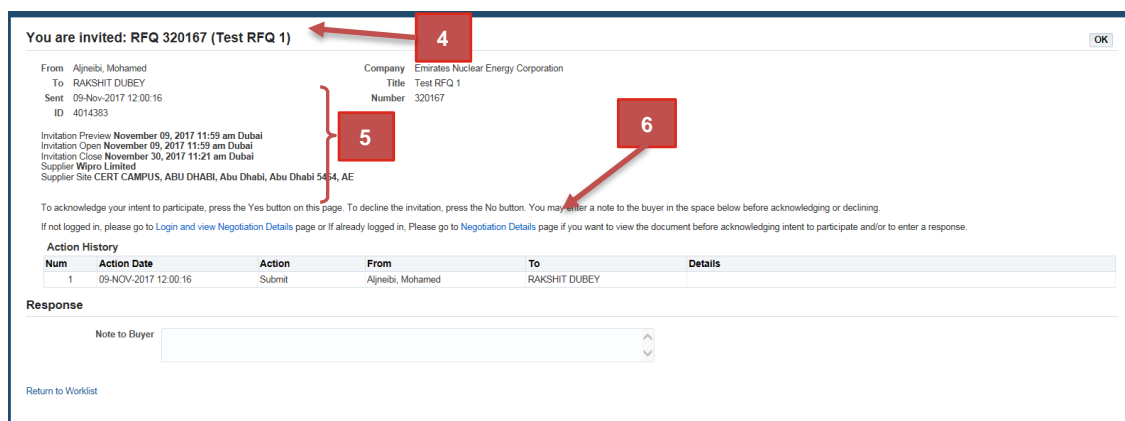 You are invited: RFQ 320167 (Test RFQ 1)
4
OK
From Aljneibi, Mohamed
Company Emirates Nuclear Energy Corporation
To RAKSHIT DUBEY
Title Test RFQ 1
Sent 09-Nov-2017 12:00:16
Number 320167
ID 4014383
5
6
Invitation Preview November 09, 2017 11:59 am Dubai
Invitation Open November 09, 2017 11:59 am Dubai
Invitation Close November 30, 2017 11:21 am Dubai
Supplier Wipro Limited
Supplier Site CERT CAMPUS, ABU DHABI, Abu Dhabi, Abu Dhabi 5464, AE
To acknowledge your intent to participate, press the Yes button on this page. To decline the invitation, press the No button. You may enter a note to the buyer in the space below before acknowledging or declining.
If not logged in, please go to Login and view Negotiation Details page or If already logged in, Please go to Negotiation Details page if you want to view the document before acknowledging intent to participate and/or to enter a response.
Action History
Num Action Date Action From To Details
1 09-NOV-2017 12:00:16 Submit Aljneibi, Mohamed RAKSHIT DUBEY
Response
Note to Buyer
Return to Worklist